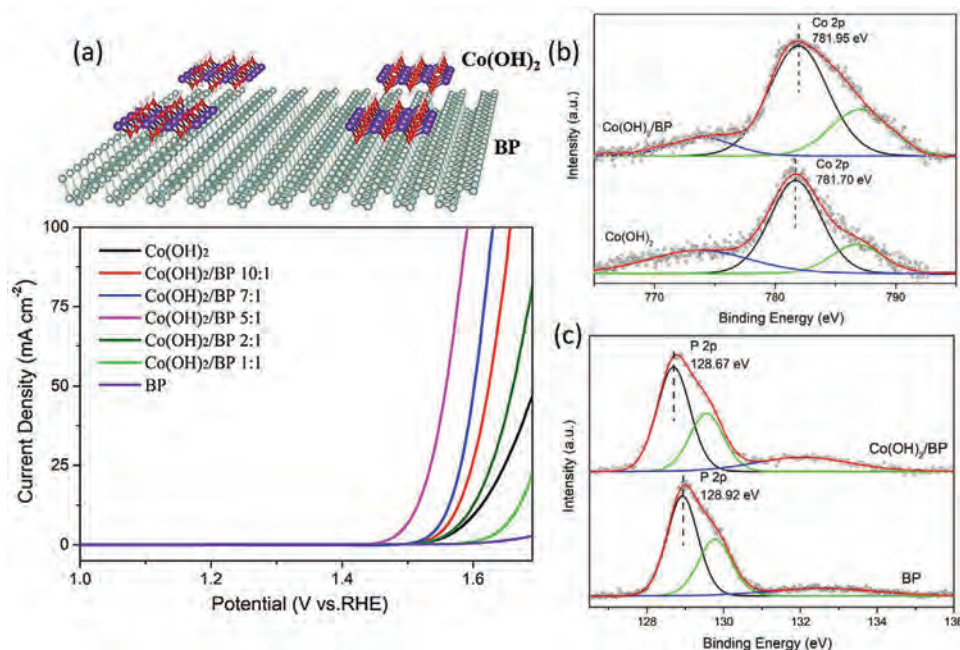 (a)
Co(OH)₂
BP
100
75
50
25
0
Current Density (mA cm⁻²)
Co(OH)₂
Co(OH)₂/BP 10:1
Co(OH)₂/BP 7:1
Co(OH)₂/BP 5:1
Co(OH)₂/BP 2:1
Co(OH)₂/BP 1:1
BP
1.0 1.2 1.4 1.6
Potential (V vs.RHE)
(b)
Intensity (a.u.)
Co 2p
781.95 eV
Co(OH)₂/BP
Co 2p
781.70 eV
Co(OH)₂
770 780 790
Binding Energy (eV)
(c)
Intensity (a.u.)
P 2p
128.67 eV
Co(OH)₂/BP
P 2p
128.92 eV
BP
128 130 132 134 136
Binding Energy (eV)